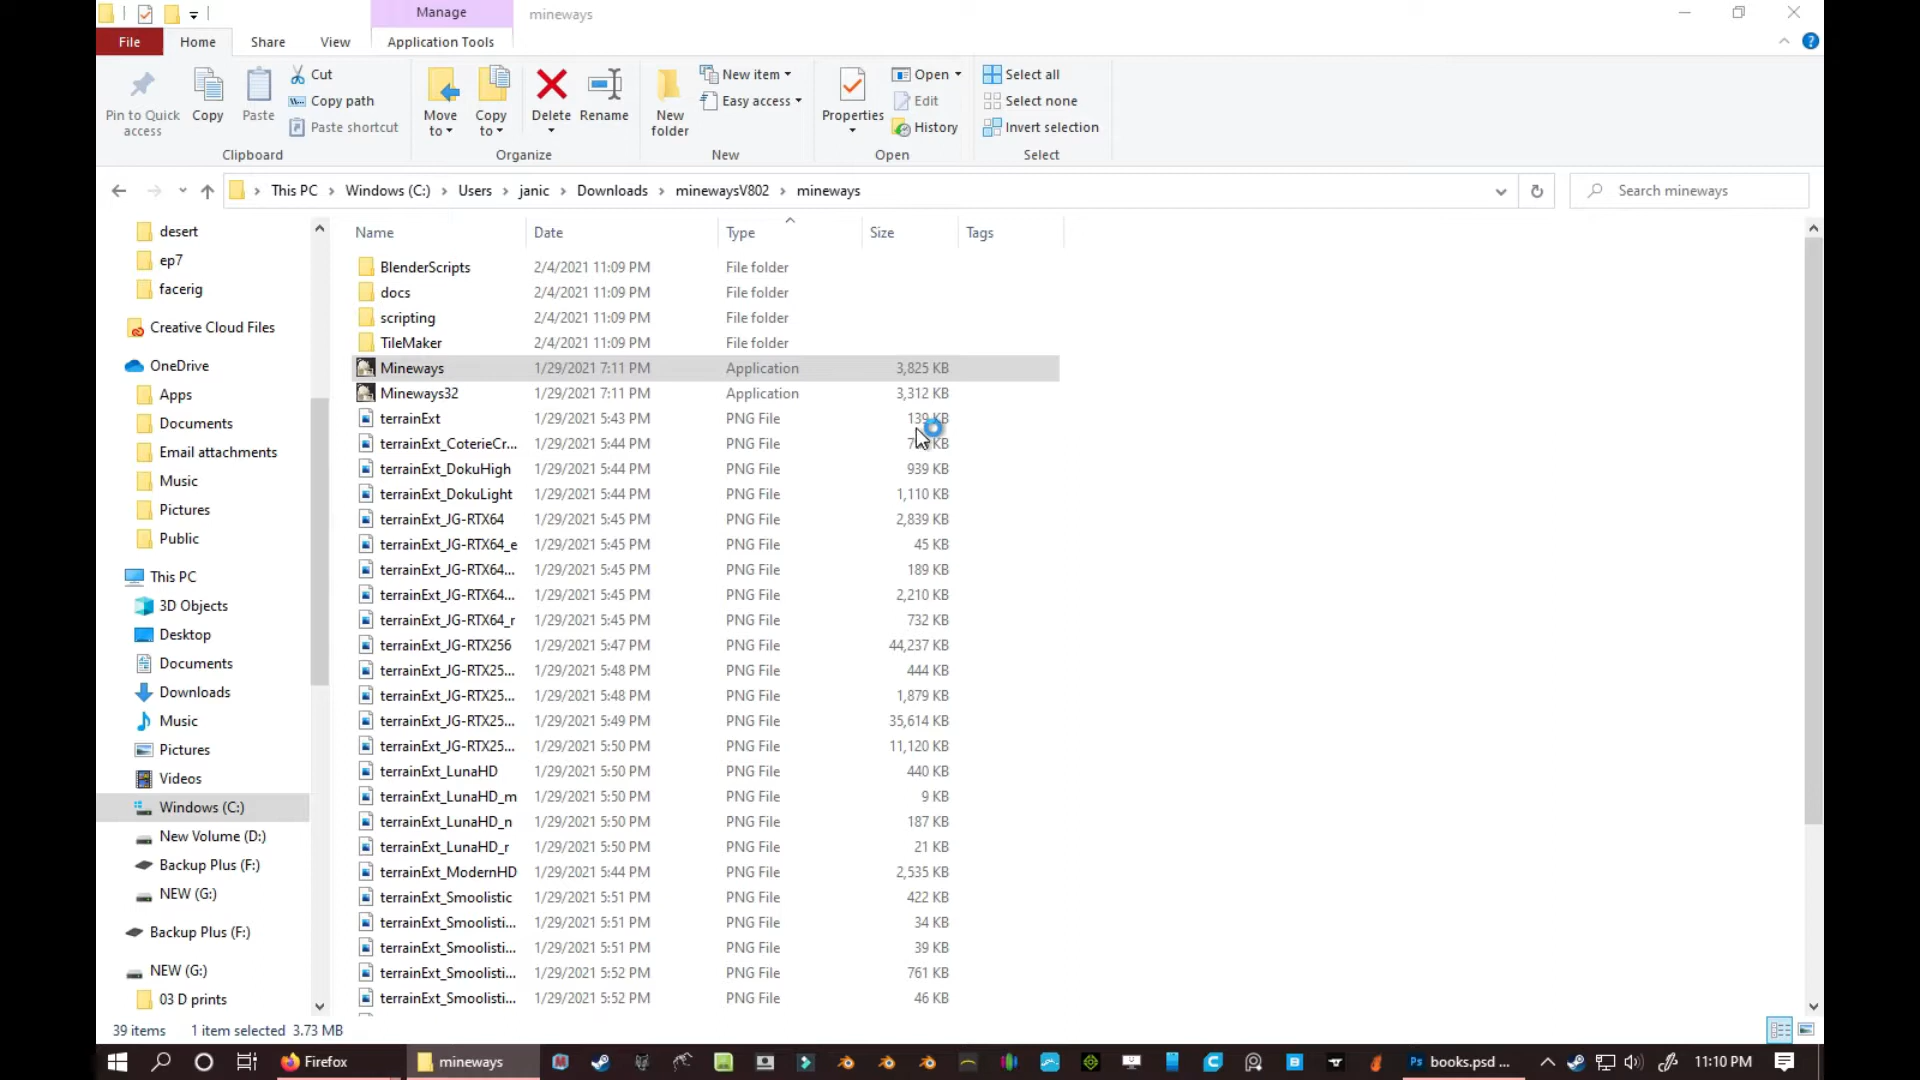 Manage
mineways
File
Home
Share
View
Application Tools
Pin to Quick access
Copy
Paste
Cut
Copy path
Paste shortcut
Clipboard
Move to
Copy to
Delete
Rename
Organize
New folder
New item
Easy access
New
Properties
Open
Edit
History
Open
Select all
Select none
Invert selection
Select
This PC > Windows (C:) > Users > janic > Downloads > minewaysV802 > mineways
Search mineways
desert
ep7
facerig
Creative Cloud Files
OneDrive
Apps
Documents
Email attachments
Music
Pictures
Public
This PC
3D Objects
Desktop
Documents
Downloads
Music
Pictures
Videos
Windows (C:)
New Volume (D:)
Backup Plus (F:)
NEW (G:)
Backup Plus (F:)
NEW (G:)
03 D prints
Name Date Type Size Tags
BlenderScripts 2/4/2021 11:09 PM File folder
docs 2/4/2021 11:09 PM File folder
scripting 2/4/2021 11:09 PM File folder
TileMaker 2/4/2021 11:09 PM File folder
Mineways 1/29/2021 7:11 PM Application 3,825 KB
Mineways32 1/29/2021 7:11 PM Application 3,312 KB
terrainExt 1/29/2021 5:43 PM PNG File 139 KB
terrainExt_CoterieCr... 1/29/2021 5:44 PM PNG File KB
terrainExt_DokuHigh 1/29/2021 5:44 PM PNG File 939 KB
terrainExt_DokuLight 1/29/2021 5:44 PM PNG File 1,110 KB
terrainExt_JG-RTX64 1/29/2021 5:45 PM PNG File 2,839 KB
terrainExt_JG-RTX64_e 1/29/2021 5:45 PM PNG File 45 KB
terrainExt_JG-RTX64... 1/29/2021 5:45 PM PNG File 189 KB
terrainExt_JG-RTX64... 1/29/2021 5:45 PM PNG File 2,210 KB
terrainExt_JG-RTX64_r 1/29/2021 5:45 PM PNG File 732 KB
terrainExt_JG-RTX256 1/29/2021 5:47 PM PNG File 44,237 KB
terrainExt_JG-RTX25... 1/29/2021 5:48 PM PNG File 444 KB
terrainExt_JG-RTX25... 1/29/2021 5:48 PM PNG File 1,879 KB
terrainExt_JG-RTX25... 1/29/2021 5:49 PM PNG File 35,614 KB
terrainExt_JG-RTX25... 1/29/2021 5:50 PM PNG File 11,120 KB
terrainExt_LunaHD 1/29/2021 5:50 PM PNG File 440 KB
terrainExt_LunaHD_m 1/29/2021 5:50 PM PNG File 9 KB
terrainExt_LunaHD_n 1/29/2021 5:50 PM PNG File 187 KB
terrainExt_LunaHD_r 1/29/2021 5:50 PM PNG File 21 KB
terrainExt_ModernHD 1/29/2021 5:44 PM PNG File 2,535 KB
terrainExt_Smoolistic 1/29/2021 5:51 PM PNG File 422 KB
terrainExt_Smoolisti... 1/29/2021 5:51 PM PNG File 34 KB
terrainExt_Smoolisti... 1/29/2021 5:51 PM PNG File 39 KB
terrainExt_Smoolisti... 1/29/2021 5:52 PM PNG File 761 KB
terrainExt_Smoolisti... 1/29/2021 5:52 PM PNG File 46 KB
39 items 1 item selected 3.73 MB
Firefox
mineways
books.psd ...
11:10 PM